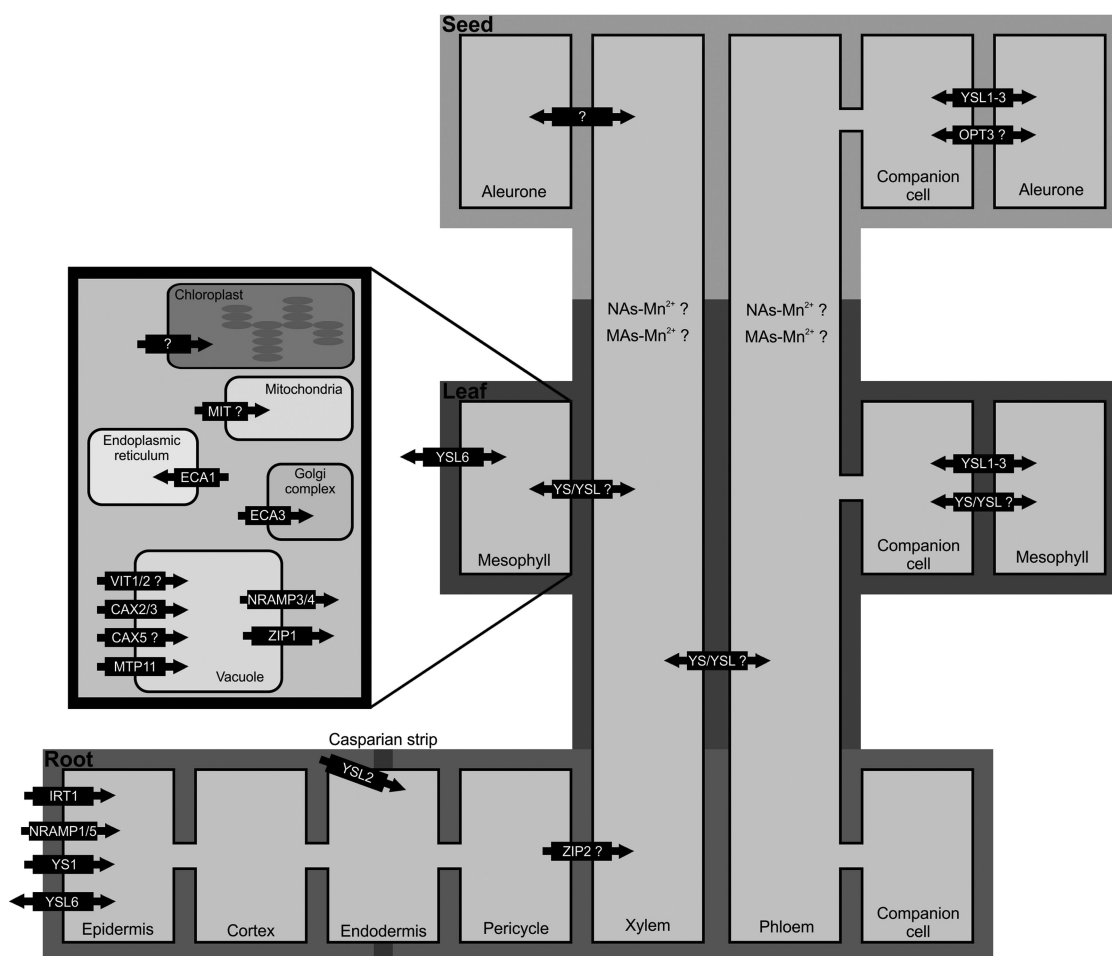 Seed
YSL1-3
?
OPT3 ?
Aleurone
Companion
cell
Aleurone
Chloroplast
?
NAs-Mn²⁺ ?
MAs-Mn²⁺ ?
NAs-Mn²⁺ ?
MAs-Mn²⁺ ?
Mitochondria
MIT ?
Endoplasmic
reticulum
ECA1
Golgi
complex
ECA3
VIT1/2 ?
CAX2/3
CAX5 ?
MTP11
NRAMP3/4
ZIP1
Vacuole
Leaf
YSL6
YS/YSL ?
Mesophyll
YSL1-3
YS/YSL ?
Companion
cell
Mesophyll
YS/YSL ?
Casparian strip
Root
YSL2
IRT1
NRAMP1/5
YS1
YSL6
ZIP2 ?
Epidermis
Cortex
Endodermis
Pericycle
Xylem
Phloem
Companion
cell